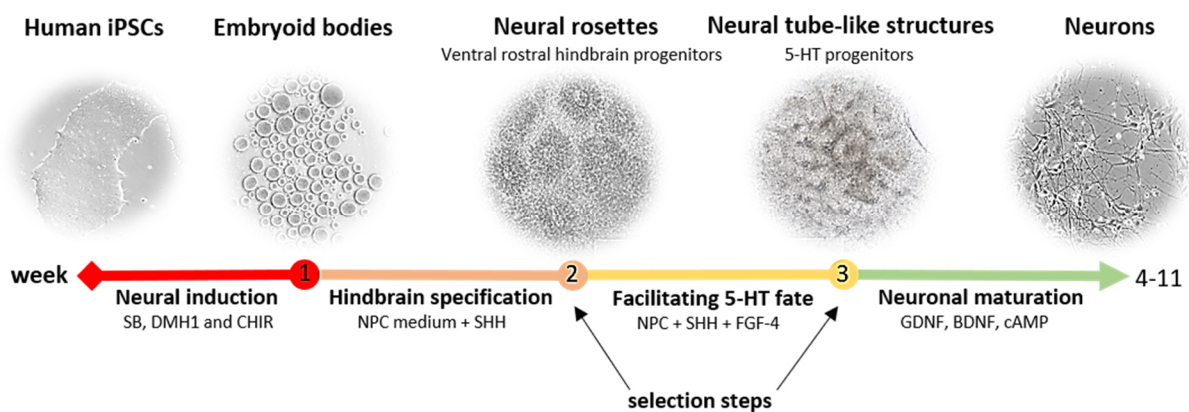 Human iPSCs
Embryoid bodies
Neural rosettes
Ventral rostral hindbrain progenitors
Neural tube-like structures
5-HT progenitors
Neurons
week
1
2
3
4-11
Neural induction
SB, DMH1 and CHIR
Hindbrain specification
NPC medium + SHH
Facilitating 5-HT fate
NPC + SHH + FGF-4
Neuronal maturation
GDNF, BDNF, cAMP
selection steps